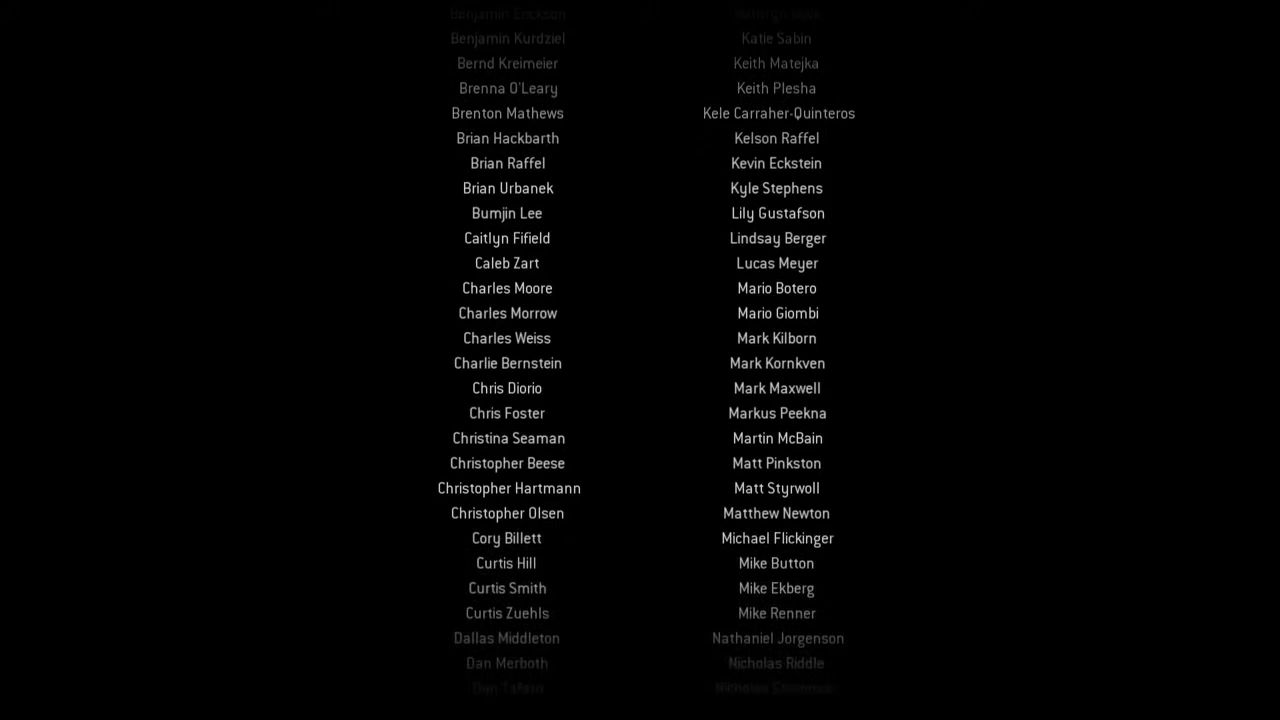 Benjamin Erickson
Benjamin Kurdziel
Bernd Kreimeier
Brenna O'Leary
Brenton Mathews
Brian Hackbarth
Brian Raffel
Brian Urbanek
Bumjin Lee
Caitlyn Fifield
Caleb Zart
Charles Moore
Charles Morrow
Charles Weiss
Charlie Bernstein
Chris Diorio
Chris Foster
Christina Seaman
Christopher Beese
Christopher Hartmann
Christopher Olsen
Cory Billett
Curtis Hill
Curtis Smith
Curtis Zuehls
Dallas Middleton
Dan Merboth
Dan
Katie Sabin
Keith Matejka
Keith Plesha
Kele Carraher-Quinteros
Kelson Raffel
Kevin Eckstein
Kyle Stephens
Lily Gustafson
Lindsay Berger
Lucas Meyer
Mario Botero
Mario Giombi
Mark Kilborn
Mark Kornkven
Mark Maxwell
Markus Peekna
Martin McBain
Matt Pinkston
Matt Styrwoll
Matthew Newton
Michael Flickinger
Mike Button
Mike Ekberg
Mike Renner
Nathaniel Jorgenson
Nicholas Riddle
Nicholas